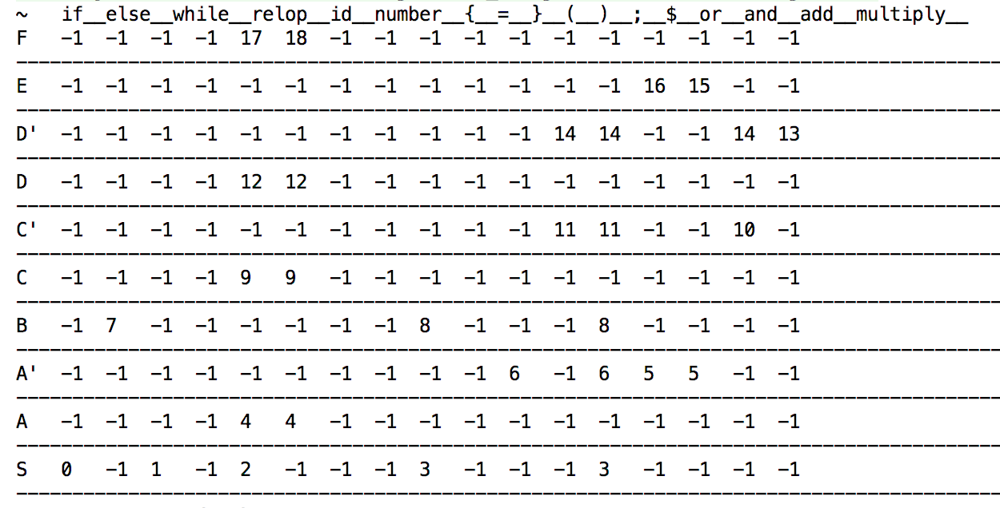 ~ if__else__while__relop__id__number__{__=__}__(__)__;__$__or__and__add__multiply__
F -1 -1 -1 -1 17 18 -1 -1 -1 -1 -1 -1 -1 -1 -1 -1 -1
E -1 -1 -1 -1 -1 -1 -1 -1 -1 -1 -1 -1 -1 16 15 -1 -1
D' -1 -1 -1 -1 -1 -1 -1 -1 -1 -1 -1 14 14 -1 -1 14 13
D -1 -1 -1 -1 12 12 -1 -1 -1 -1 -1 -1 -1 -1 -1 -1 -1
C' -1 -1 -1 -1 -1 -1 -1 -1 -1 -1 -1 11 11 -1 -1 10 -1
C -1 -1 -1 -1 9 9 -1 -1 -1 -1 -1 -1 -1 -1 -1 -1 -1
B -1 7 -1 -1 -1 -1 -1 -1 8 -1 -1 -1 8 -1 -1 -1 -1
A' -1 -1 -1 -1 -1 -1 -1 -1 -1 -1 6 -1 6 5 5 -1 -1
A -1 -1 -1 -1 4 4 -1 -1 -1 -1 -1 -1 -1 -1 -1 -1 -1
S 0 -1 1 -1 2 -1 -1 -1 3 -1 -1 -1 3 -1 -1 -1 -1